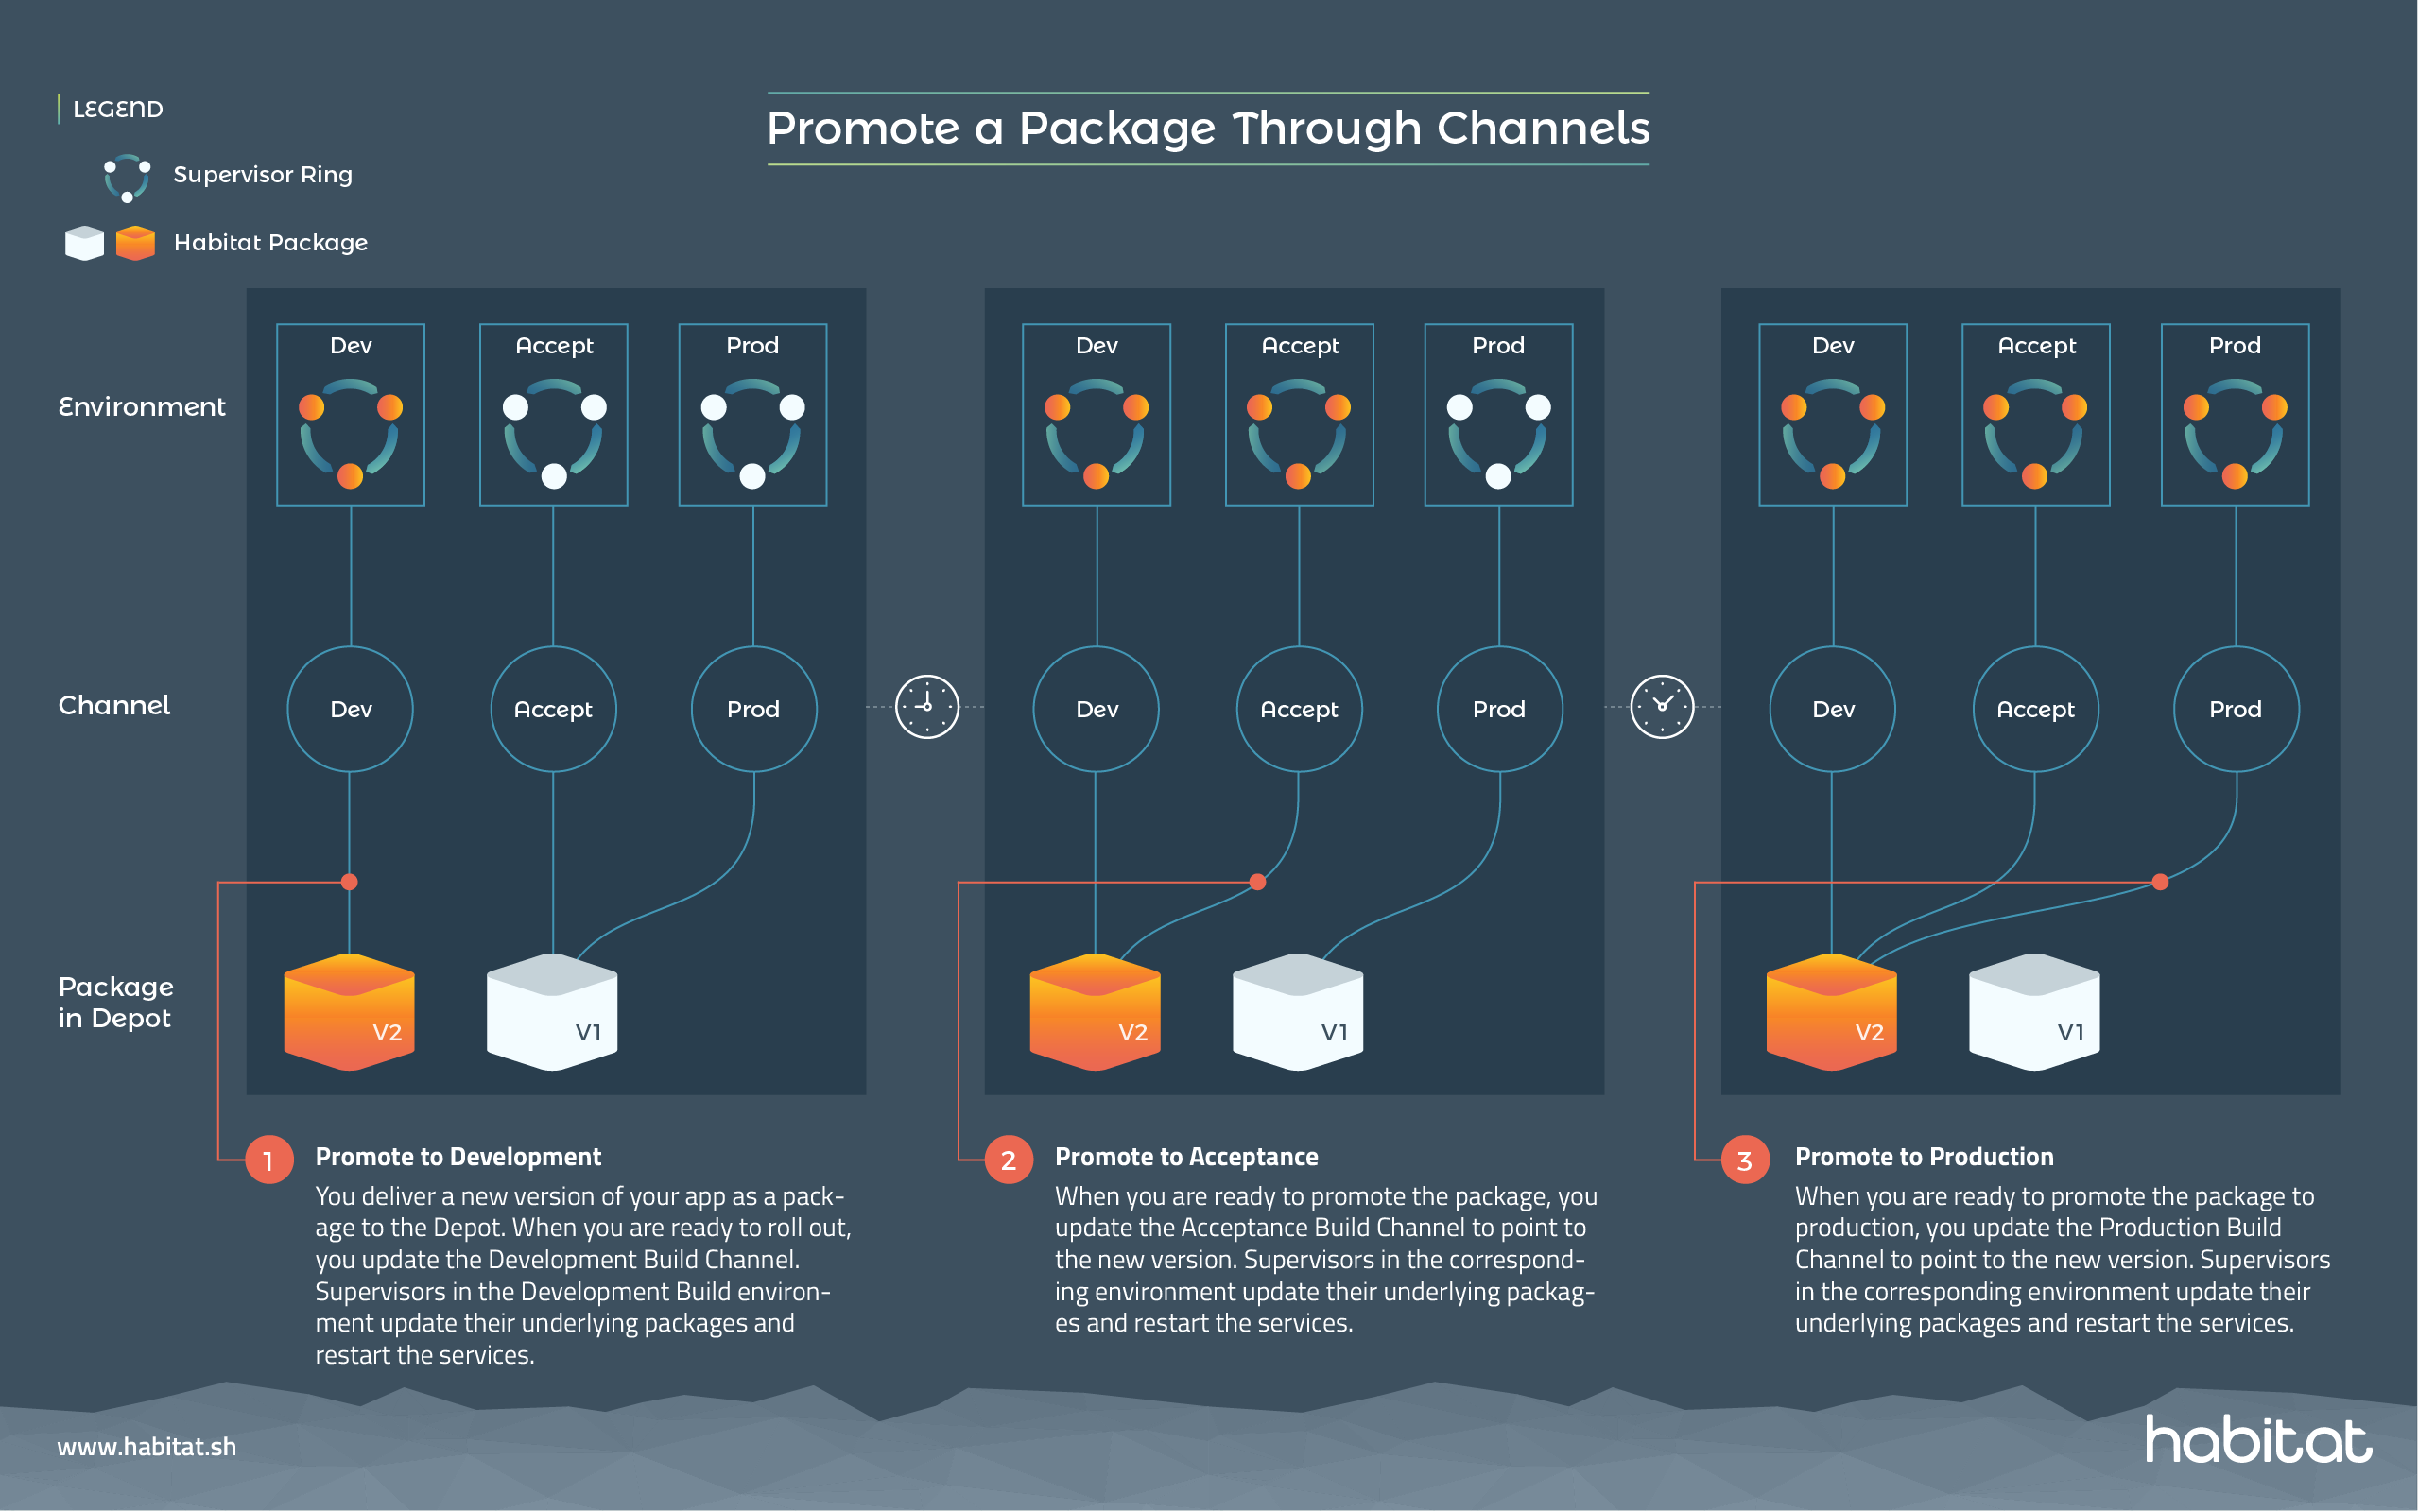 Promote a Package Through Channels
LEGEND
Supervisor Ring
Habitat Package
Environment
Dev
Accept
Prod
Dev
Accept
Prod
Dev
Accept
Prod
Channel
Dev
Accept
Prod
Dev
Accept
Prod
Dev
Accept
Prod
Package
in Depot
V2
V1
V2
V1
V2
V1
1
Promote to Development
You deliver a new version of your app as a pack-
age to the Depot. When you are ready to roll out,
you update the Development Build Channel.
Supervisors in the Development Build environ-
ment update their underlying packages and
restart the services.
2
Promote to Acceptance
When you are ready to promote the package, you
update the Acceptance Build Channel to point to
the new version. Supervisors in the correspond-
ing environment update their underlying packag-
es and restart the services.
3
Promote to Production
When you are ready to promote the package to
production, you update the Production Build
Channel to point to the new version. Supervisors
in the corresponding environment update their
underlying packages and restart the services.
www.habitat.sh
habitat